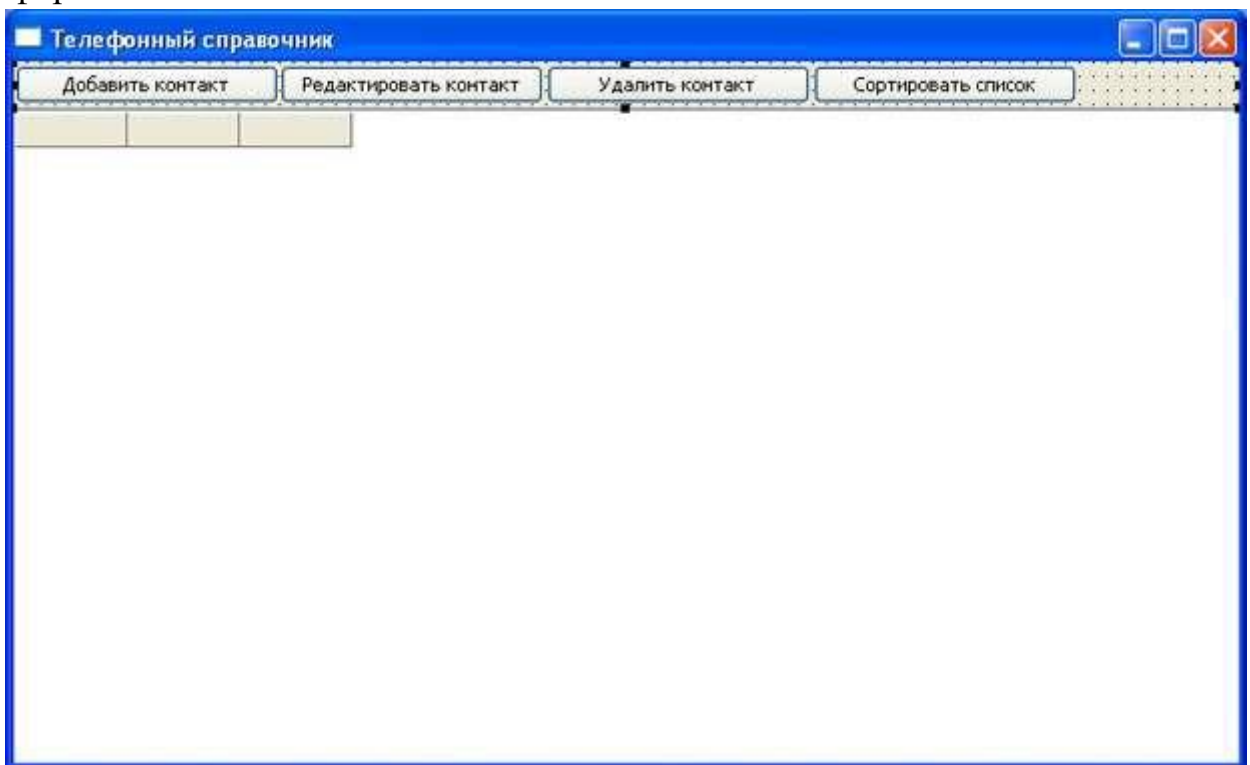 Телефонный справочник
Добавить контакт
Редактировать контакт
Удалить контакт
Сортировать список